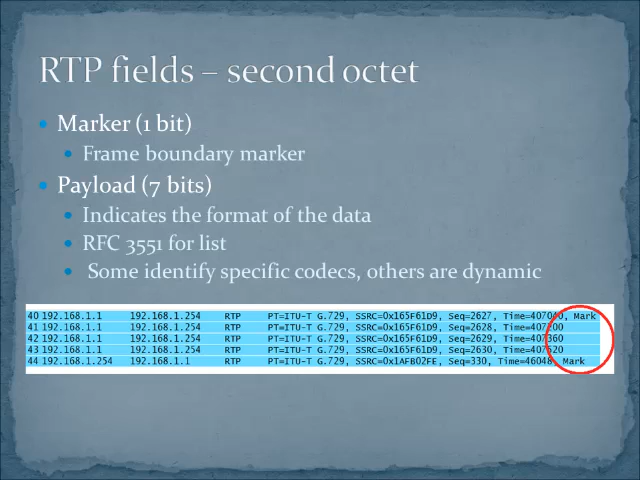 RTP fields – second octet
Marker (1 bit)
Frame boundary marker
Payload (7 bits)
Indicates the format of the data
RFC 3551 for list
Some identify specific codecs, others are dynamic
40 192.168.1.1 192.168.1.254 RTP PT=ITU-T G.729, SSRC=0x165F61D9, Seq=2627, Time=407040, Mark
41 192.168.1.1 192.168.1.254 RTP PT=ITU-T G.729, SSRC=0x165F61D9, Seq=2628, Time=407200
42 192.168.1.1 192.168.1.254 RTP PT=ITU-T G.729, SSRC=0x165F61D9, Seq=2629, Time=407360
43 192.168.1.1 192.168.1.254 RTP PT=ITU-T G.729, SSRC=0x165F61D9, Seq=2630, Time=407520
44 192.168.1.254 192.168.1.1 RTP PT=ITU-T G.729, SSRC=0x1AFB02FE, Seq=330, Time=46048, Mark